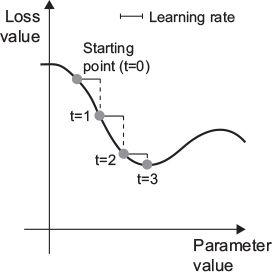 Loss
value
Learning rate
Starting
point (t=0)
t=1
t=2
t=3
Parameter
value